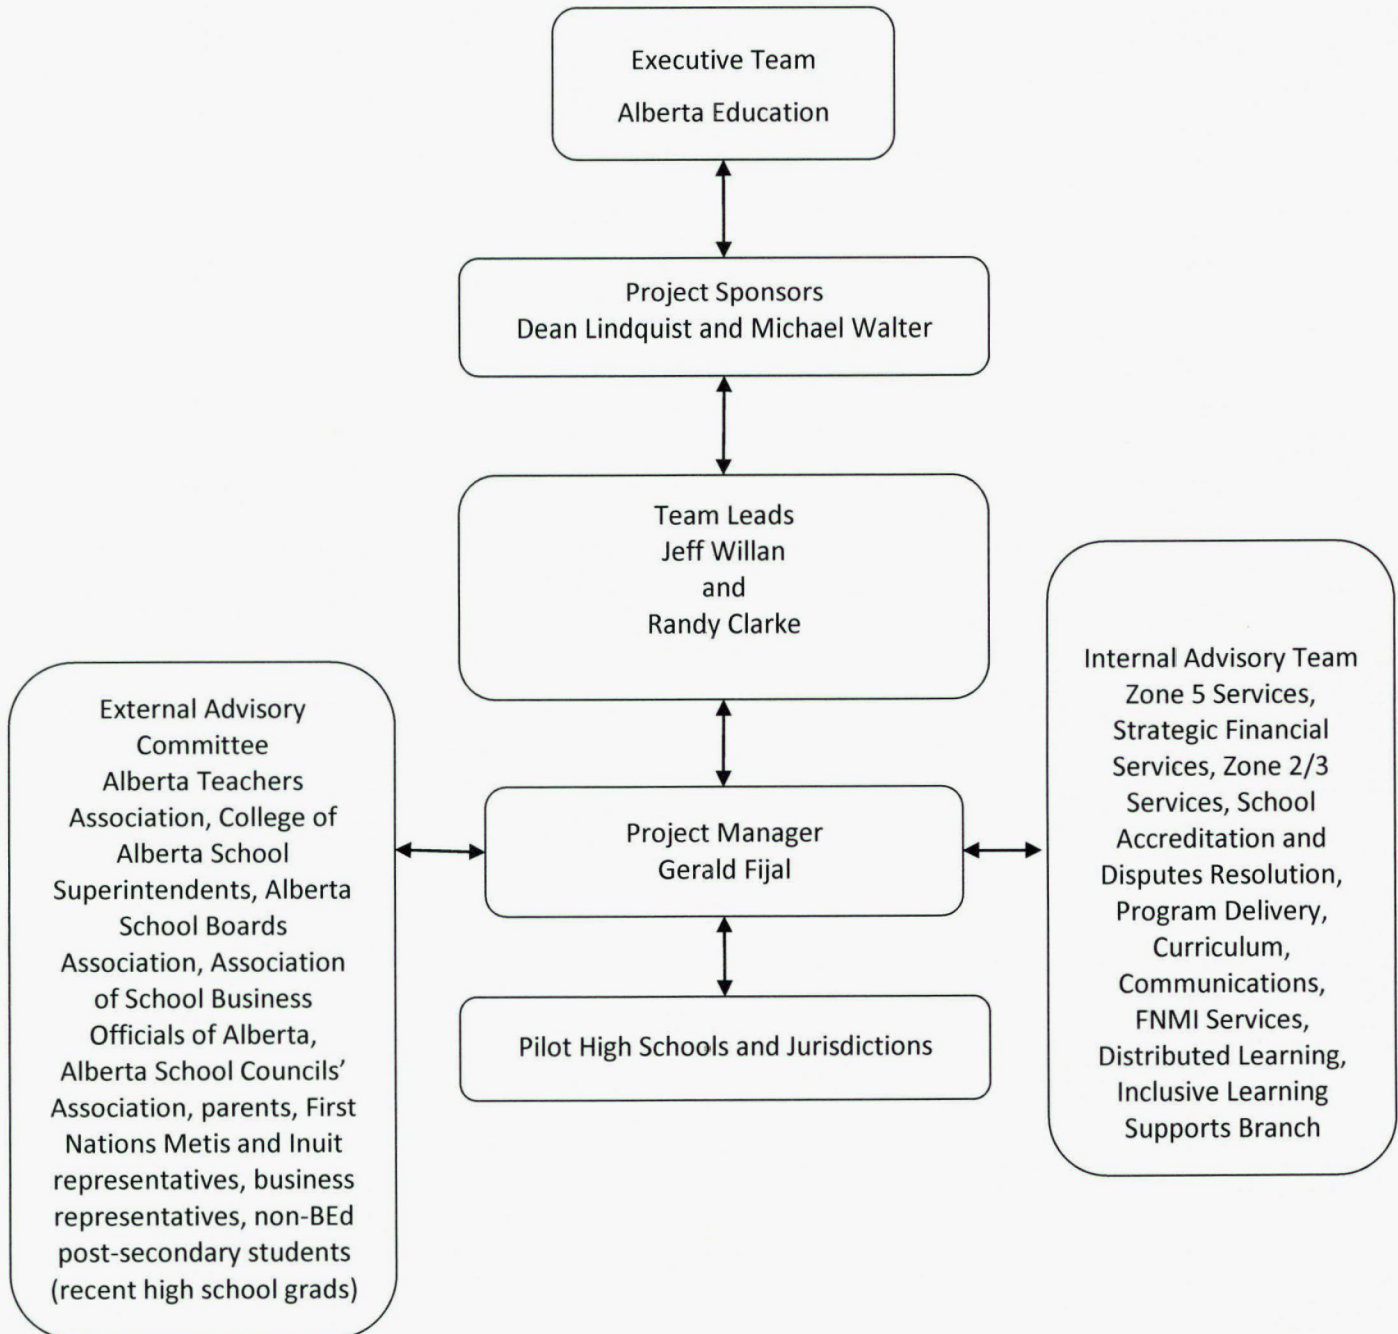 Executive Team
Alberta Education
Project Sponsors
Dean Lindquist and Michael Walter
Team Leads
Jeff Willan
and
Randy Clarke
External Advisory
Committee
Alberta Teachers
Association, College of
Alberta School
Superintendents, Alberta
School Boards
Association, Association
of School Business
Officials of Alberta,
Alberta School Councils’
Association, parents, First
Nations Metis and Inuit
representatives, business
representatives, non-BEd
post-secondary students
(recent high school grads)
Project Manager
Gerald Fijal
Internal Advisory Team
Zone 5 Services,
Strategic Financial
Services, Zone 2/3
Services, School
Accreditation and
Disputes Resolution,
Program Delivery,
Curriculum,
Communications,
FNMI Services,
Distributed Learning,
Inclusive Learning
Supports Branch
Pilot High Schools and Jurisdictions